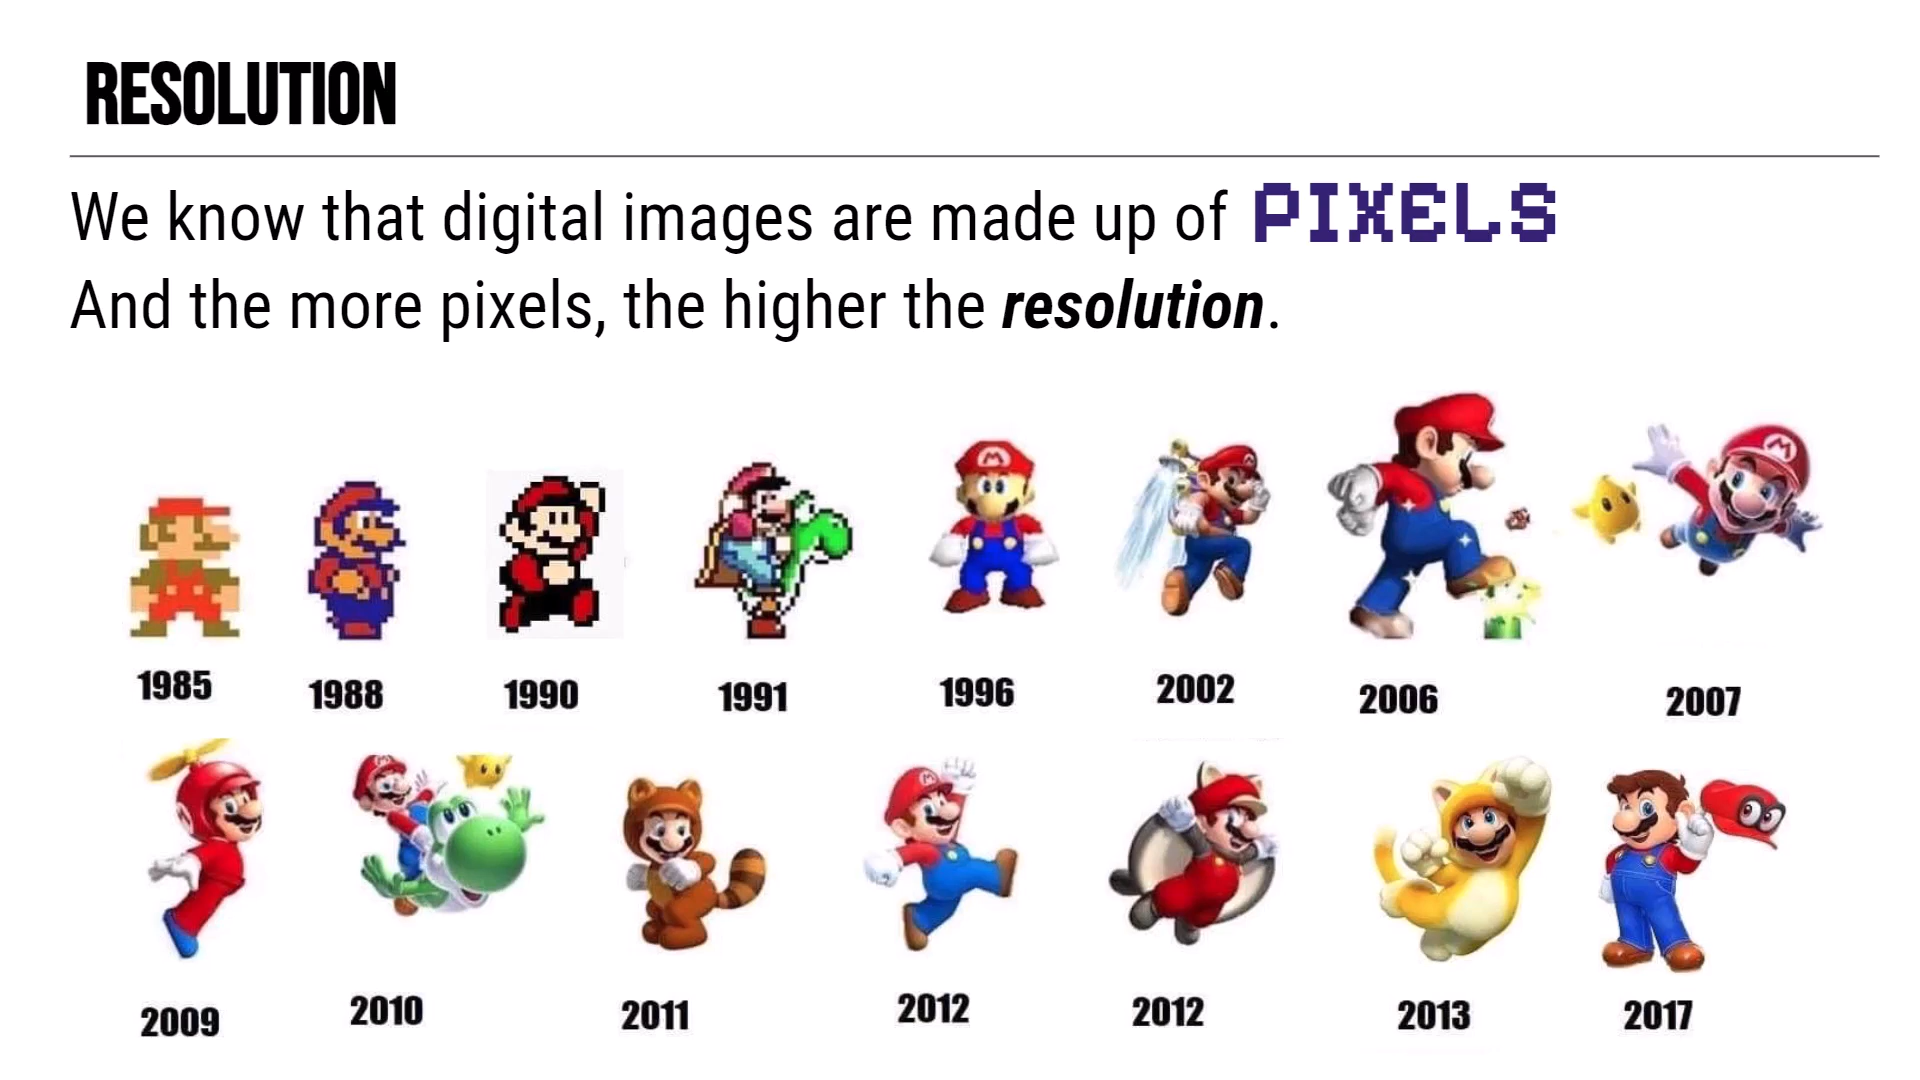 RESOLUTION
We know that digital images are made up of PIXELS
And the more pixels, the higher the resolution.
1985 1988 1990 1991 1996 2002 2006 2007
2009 2010 2011 2012 2012 2013 2017